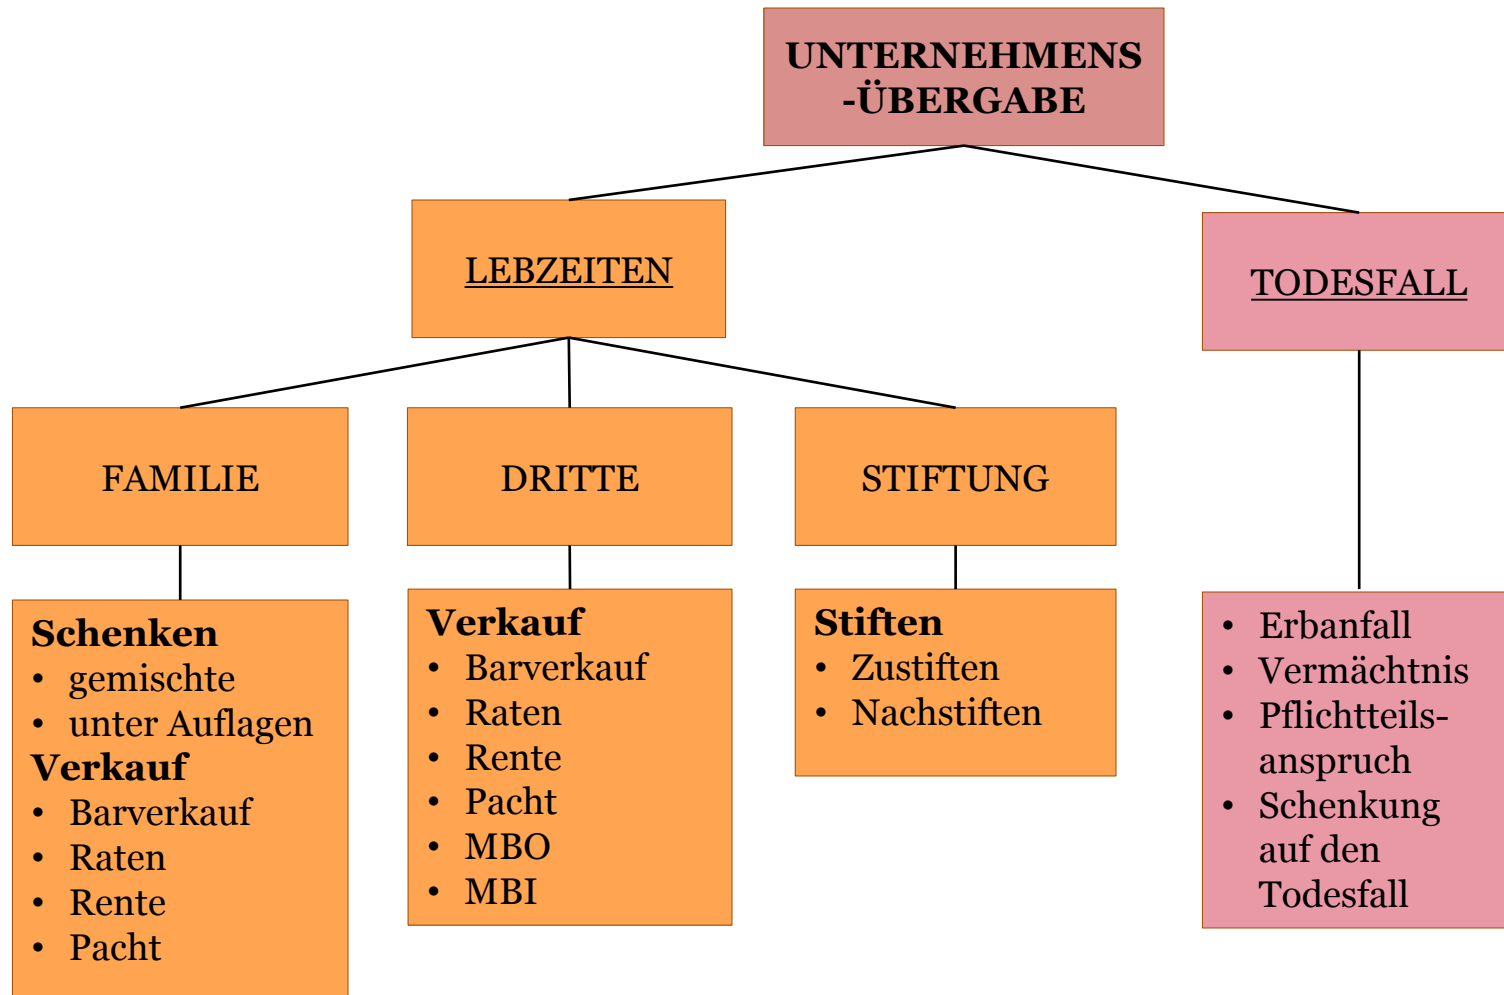 UNTERNEHMENS
-ÜBERGABE
LEBZEITEN
TODESFALL
FAMILIE
DRITTE
STIFTUNG
Schenken
• gemischte
• unter Auflagen
Verkauf
• Barverkauf
• Raten
• Rente
• Pacht
Verkauf
• Barverkauf
• Raten
• Rente
• Pacht
• MBO
• MBI
Stiften
• Zustiften
• Nachstiften
• Erbanfall
• Vermächtnis
• Pflichtteils-
anspruch
• Schenkung
auf den
Todesfall